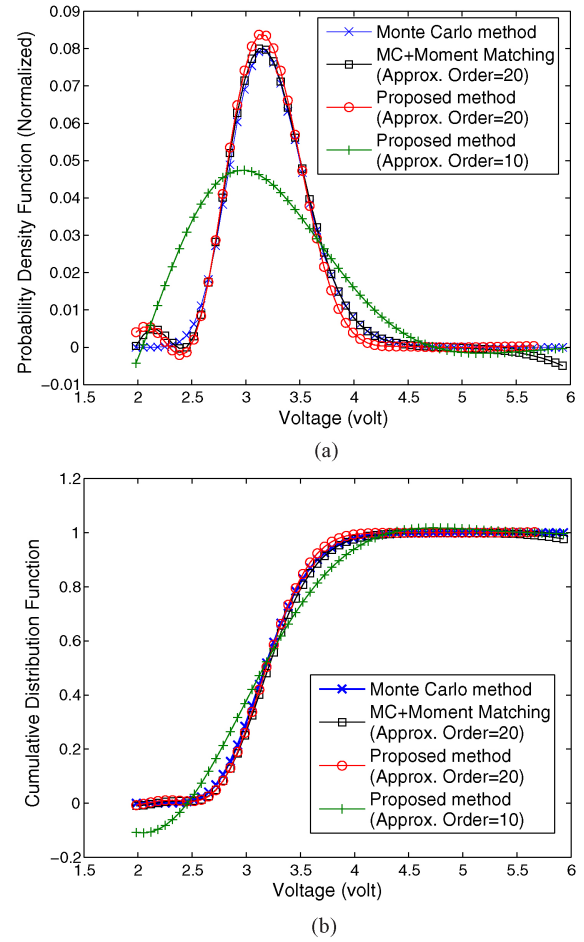 0.09
0.08
0.07
0.06
0.05
0.04
0.03
0.02
0.01
0
−0.01
Probability Density Function (Normalized)
Monte Carlo method
MC+Moment Matching
(Approx. Order=20)
Proposed method
(Approx. Order=20)
Proposed method
(Approx. Order=10)
1.5 2 2.5 3 3.5 4 4.5 5 5.5 6
Voltage (volt)
(a)
1.2
1
0.8
0.6
0.4
0.2
0
−0.2
Cumulative Distribution Function
Monte Carlo method
MC+Moment Matching
(Approx. Order=20)
Proposed method
(Approx. Order=20)
Proposed method
(Approx. Order=10)
1.5 2 2.5 3 3.5 4 4.5 5 5.5 6
Voltage (volt)
(b)